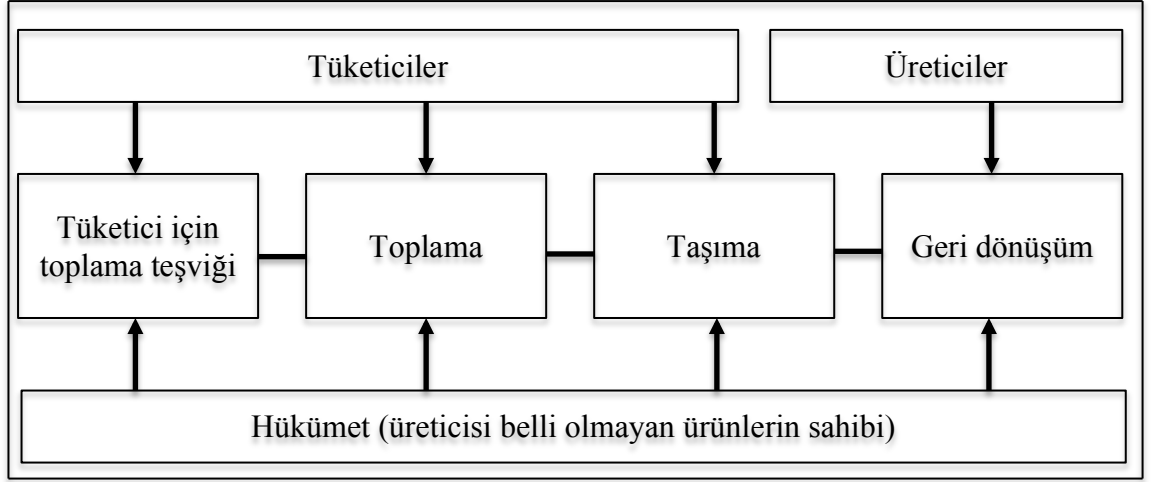 Tüketiciler
Üreticiler
Tüketici için
toplama teşviği
Toplama
Taşıma
Geri dönüşüm
Hükümet (üreticisi belli olmayan ürünlerin sahibi)